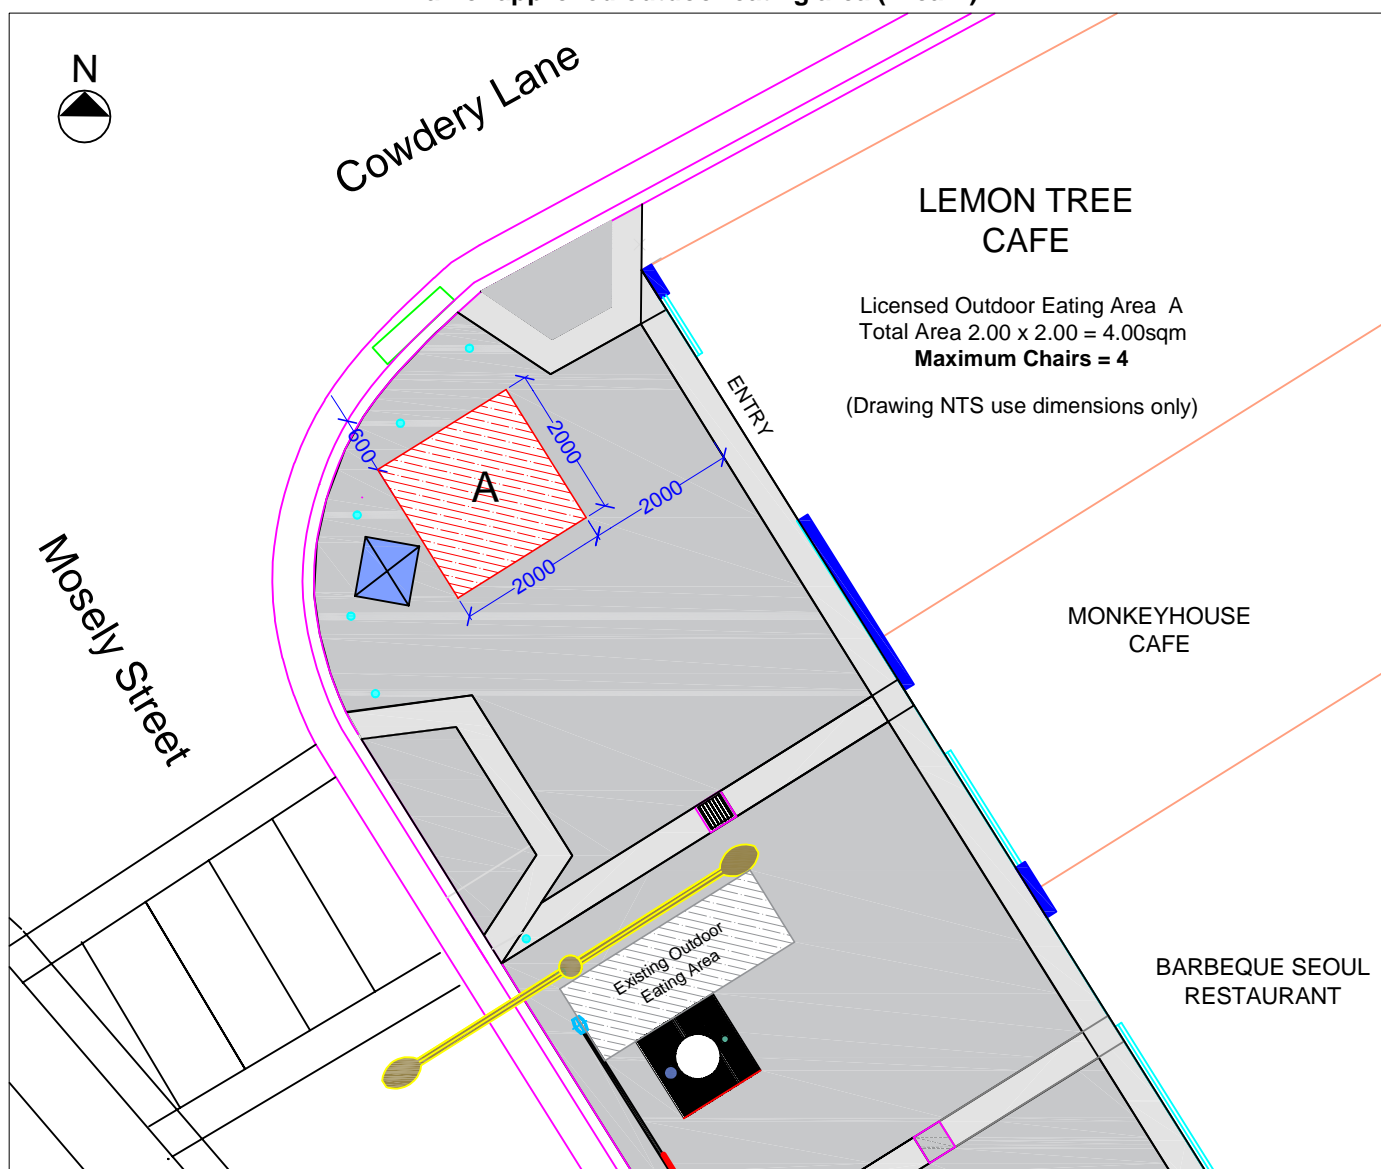 N
Cowdery Lane
LEMON TREE
CAFE
Licensed Outdoor Eating Area A
Total Area 2.00 x 2.00 = 4.00sqm
Maximum Chairs = 4
(Drawing NTS use dimensions only)
ENTRY
600
2000
2000
2000
A
Mosely Street
MONKEYHOUSE
CAFE
Existing Outdoor
Eating Area
BARBEQUE SEOUL
RESTAURANT